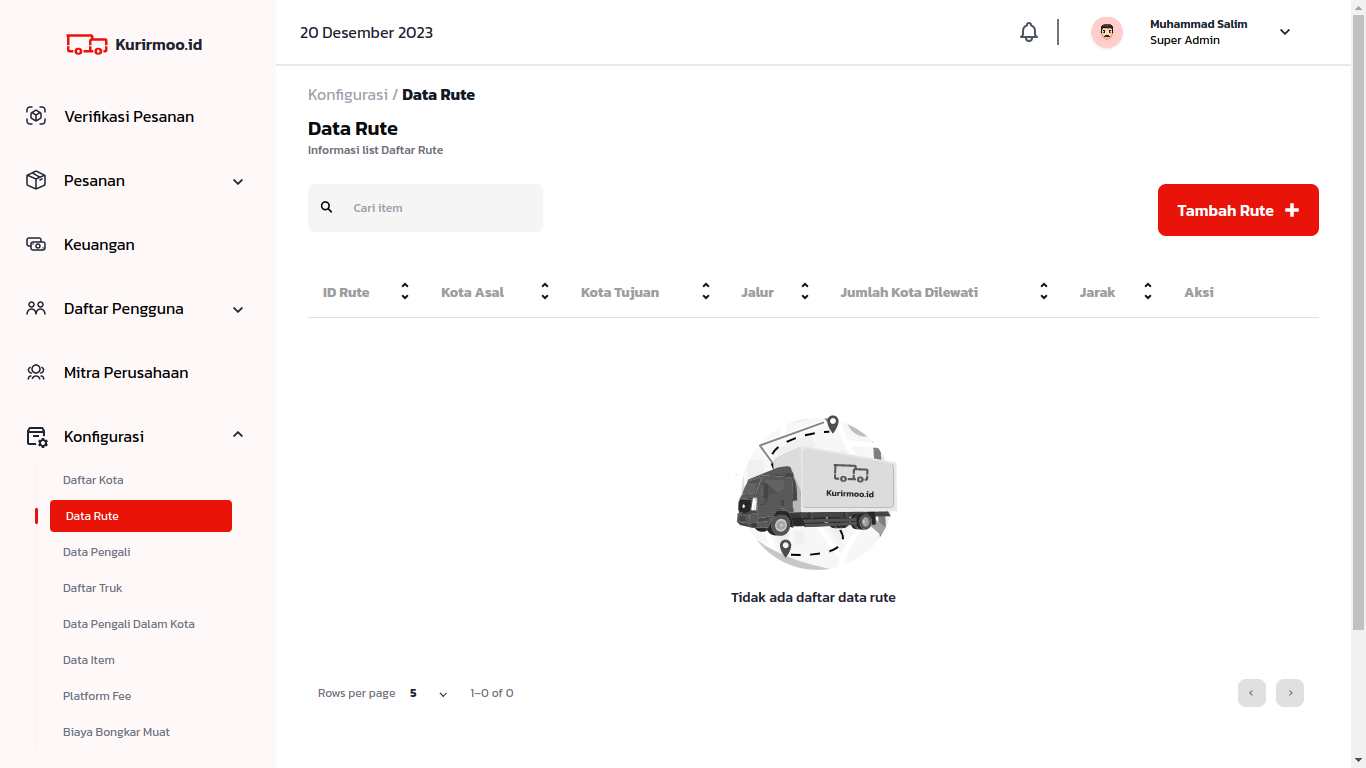 Kurirmoo.id
Verifikasi Pesanan
Pesanan
Keuangan
Daftar Pengguna
Mitra Perusahaan
Konfigurasi
Daftar Kota
Data Rute
Data Pengali
Daftar Truk
Data Pengali Dalam Kota
Data Item
Platform Fee
Biaya Bongkar Muat
20 Desember 2023
Muhammad Salim
Super Admin
Konfigurasi / Data Rute
Data Rute
Informasi list Daftar Rute
Cari item
Tambah Rute
ID Rute Kota Asal Kota Tujuan Jalur Jumlah Kota Dilewati Jarak Aksi
Kurirmoo.id
Tidak ada daftar data rute
Rows per page 5 1–0 of 0